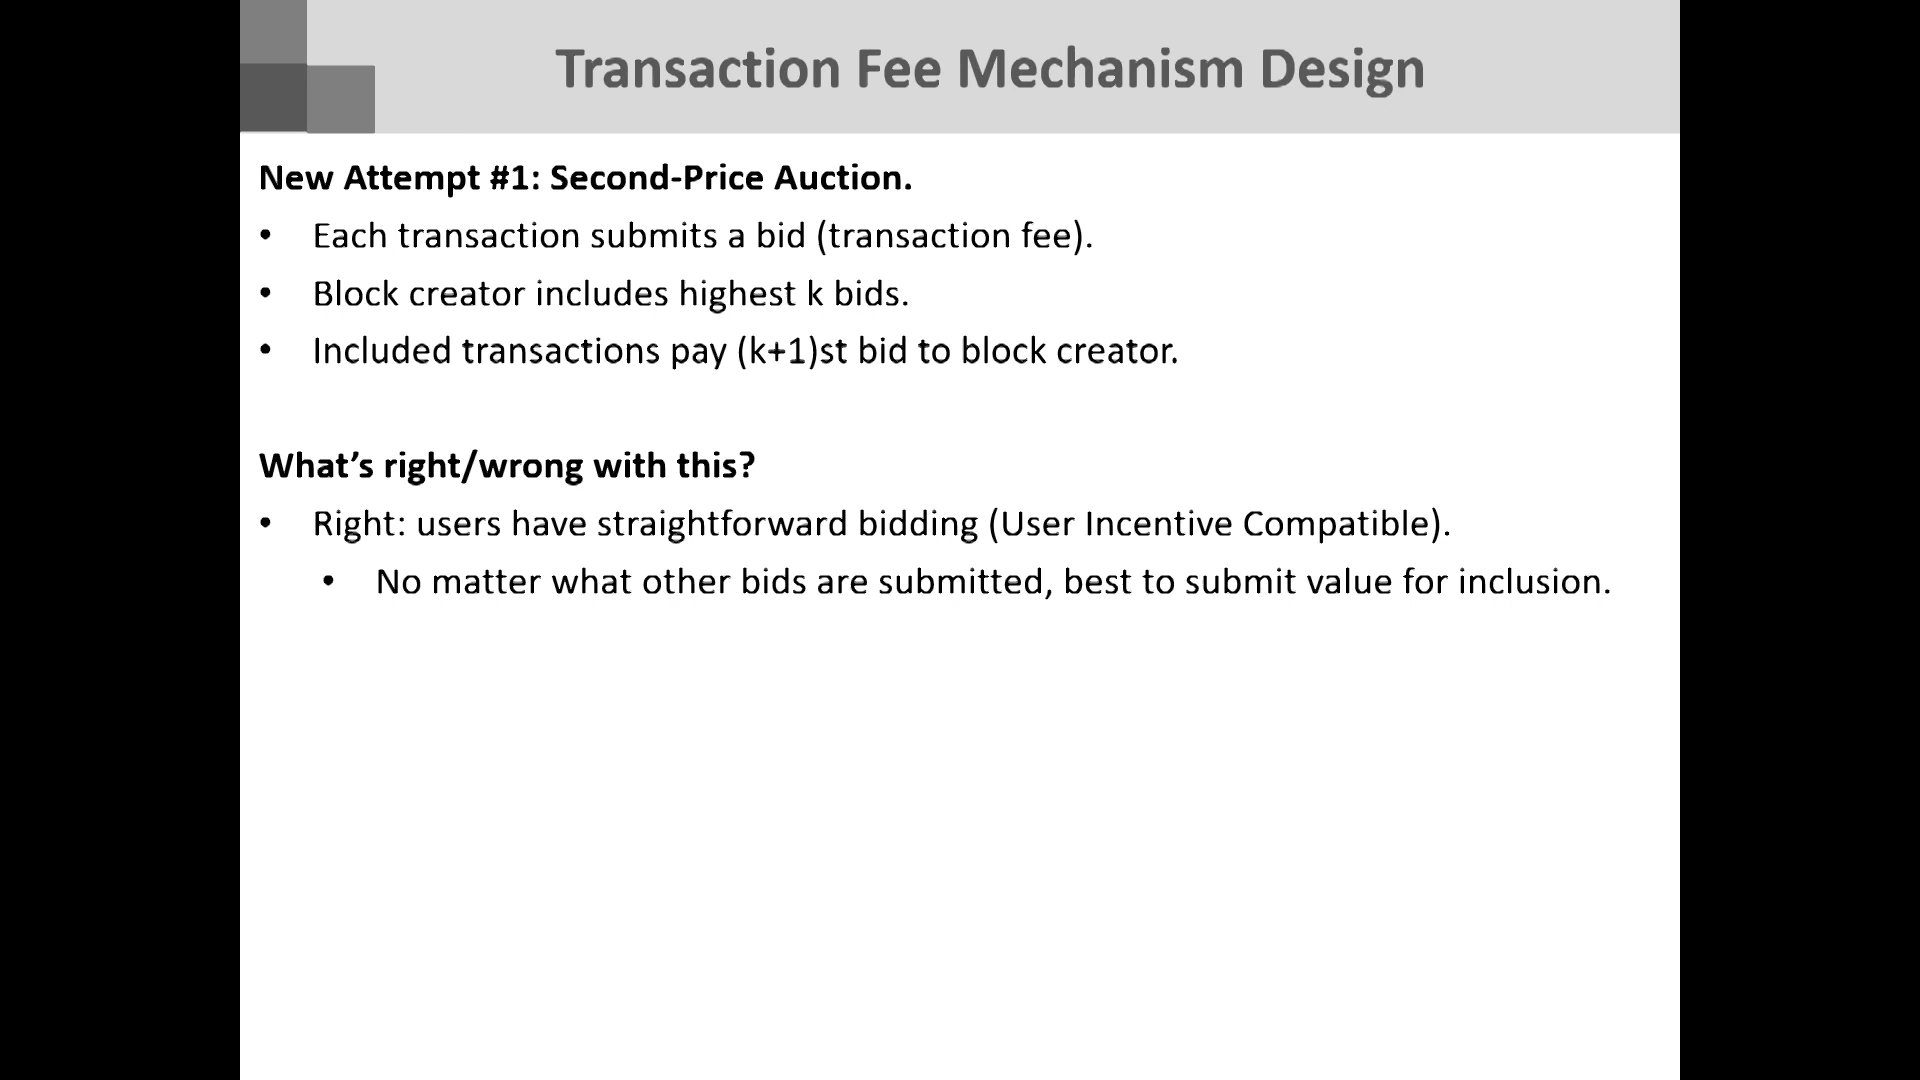 Transaction Fee Mechanism Design
New Attempt #1: Second-Price Auction.
• Each transaction submits a bid (transaction fee).
• Block creator includes highest k bids.
• Included transactions pay (k+1)st bid to block creator.
What’s right/wrong with this?
• Right: users have straightforward bidding (User Incentive Compatible).
• No matter what other bids are submitted, best to submit value for inclusion.